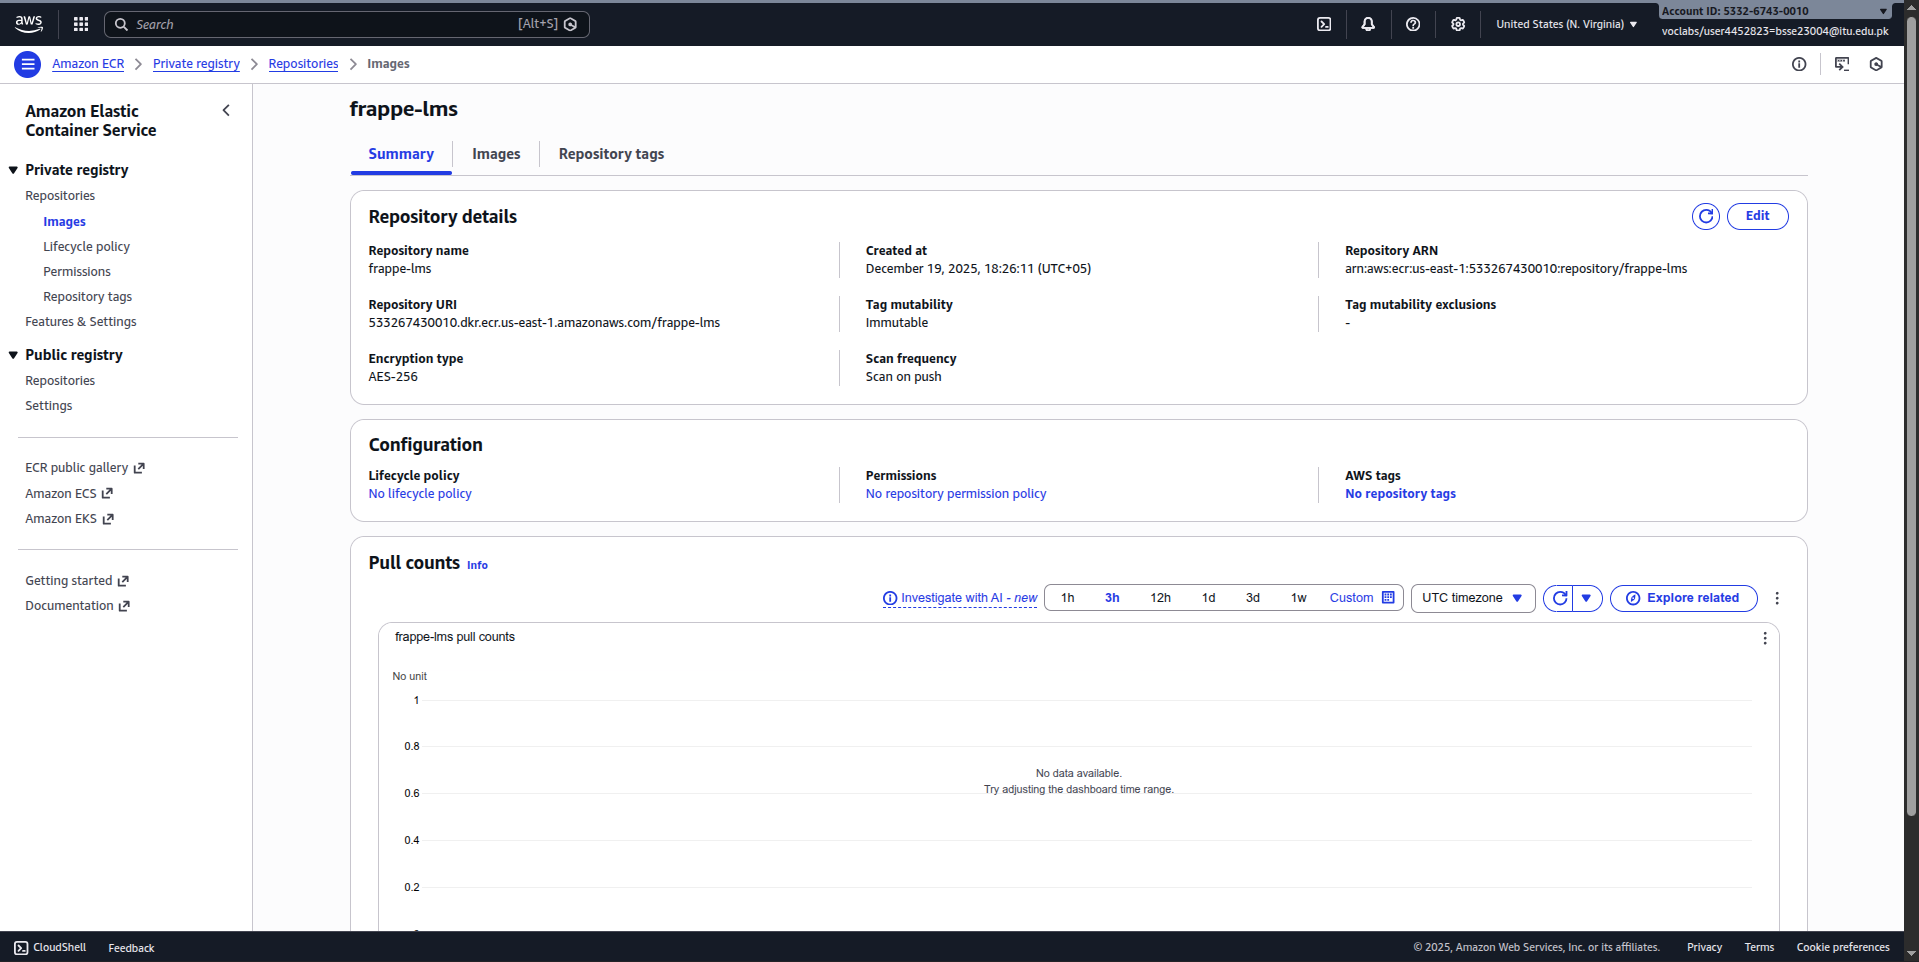 aws
Search
[Alt+S]
United States (N. Virginia)
Account ID: 5332-6743-0010
voclabs/user4452823=bsse23004@itu.edu.pk
Amazon ECR
Private registry
Repositories
Images
Amazon Elastic
Container Service
Private registry
Repositories
Images
Lifecycle policy
Permissions
Repository tags
Features & Settings
Public registry
Repositories
Settings
ECR public gallery
Amazon ECS
Amazon EKS
Getting started
Documentation
frappe-lms
Summary
Images
Repository tags
Repository details
Edit
Repository name
frappe-lms
Created at
December 19, 2025, 18:26:11 (UTC+05)
Repository ARN
arn:aws:ecr:us-east-1:533267430010:repository/frappe-lms
Repository URI
533267430010.dkr.ecr.us-east-1.amazonaws.com/frappe-lms
Tag mutability
Immutable
Tag mutability exclusions
-
Encryption type
AES-256
Scan frequency
Scan on push
Configuration
Lifecycle policy
No lifecycle policy
Permissions
No repository permission policy
AWS tags
No repository tags
Pull counts Info
Investigate with AI - new
1h
3h
12h
1d
3d
1w
Custom
UTC timezone
Explore related
frappe-lms pull counts
No unit
1
0.8
0.6
0.4
0.2
No data available.
Try adjusting the dashboard time range.
CloudShell
Feedback
© 2025, Amazon Web Services, Inc. or its affiliates.
Privacy
Terms
Cookie preferences